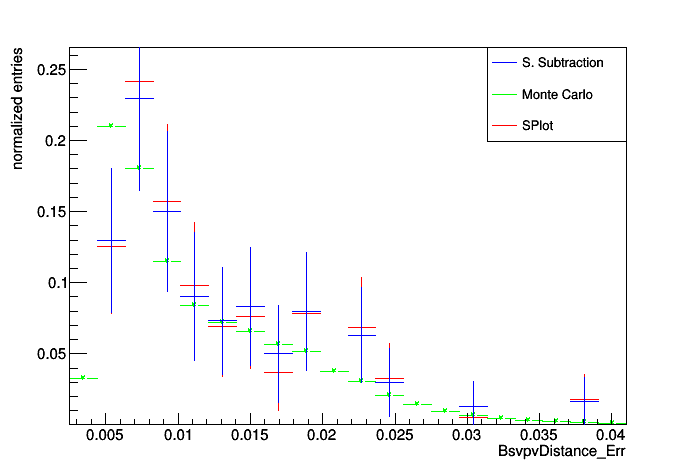 normalized entries
0.25
0.2
0.15
0.1
0.05
S. Subtraction
Monte Carlo
SPlot
0.005 0.01 0.015 0.02 0.025 0.03 0.035 0.04
BsvpvDistance_Err